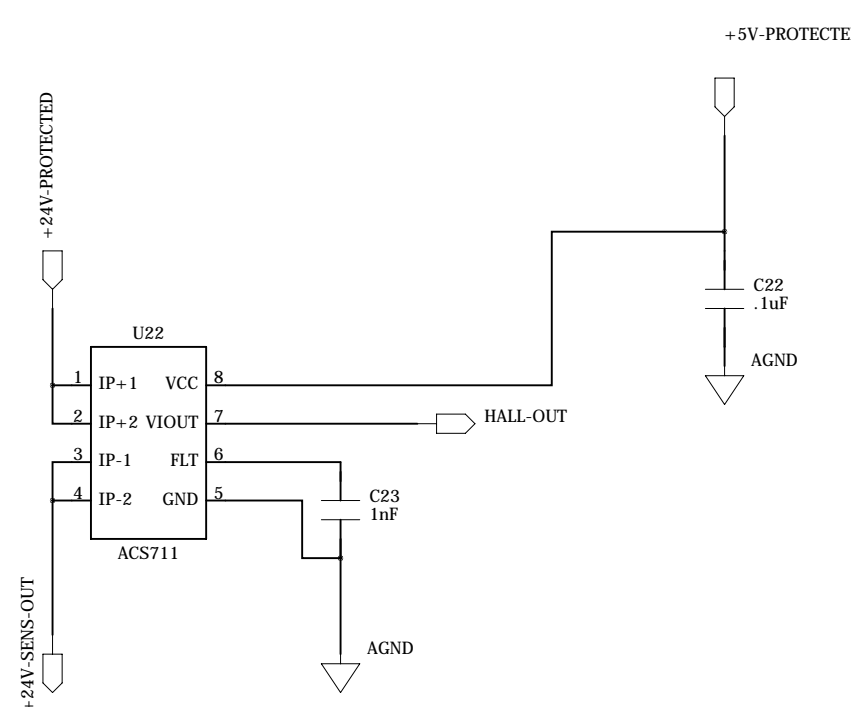 +5V-PROTECTE
+24V-PROTECTED
C22
.1uF
U22
AGND
1 IP+1 VCC 8
2 IP+2 VIOUT 7
HALL-OUT
3 IP-1 FLT 6
4 IP-2 GND 5
C23
1nF
ACS711
+24V-SENS-OUT
AGND